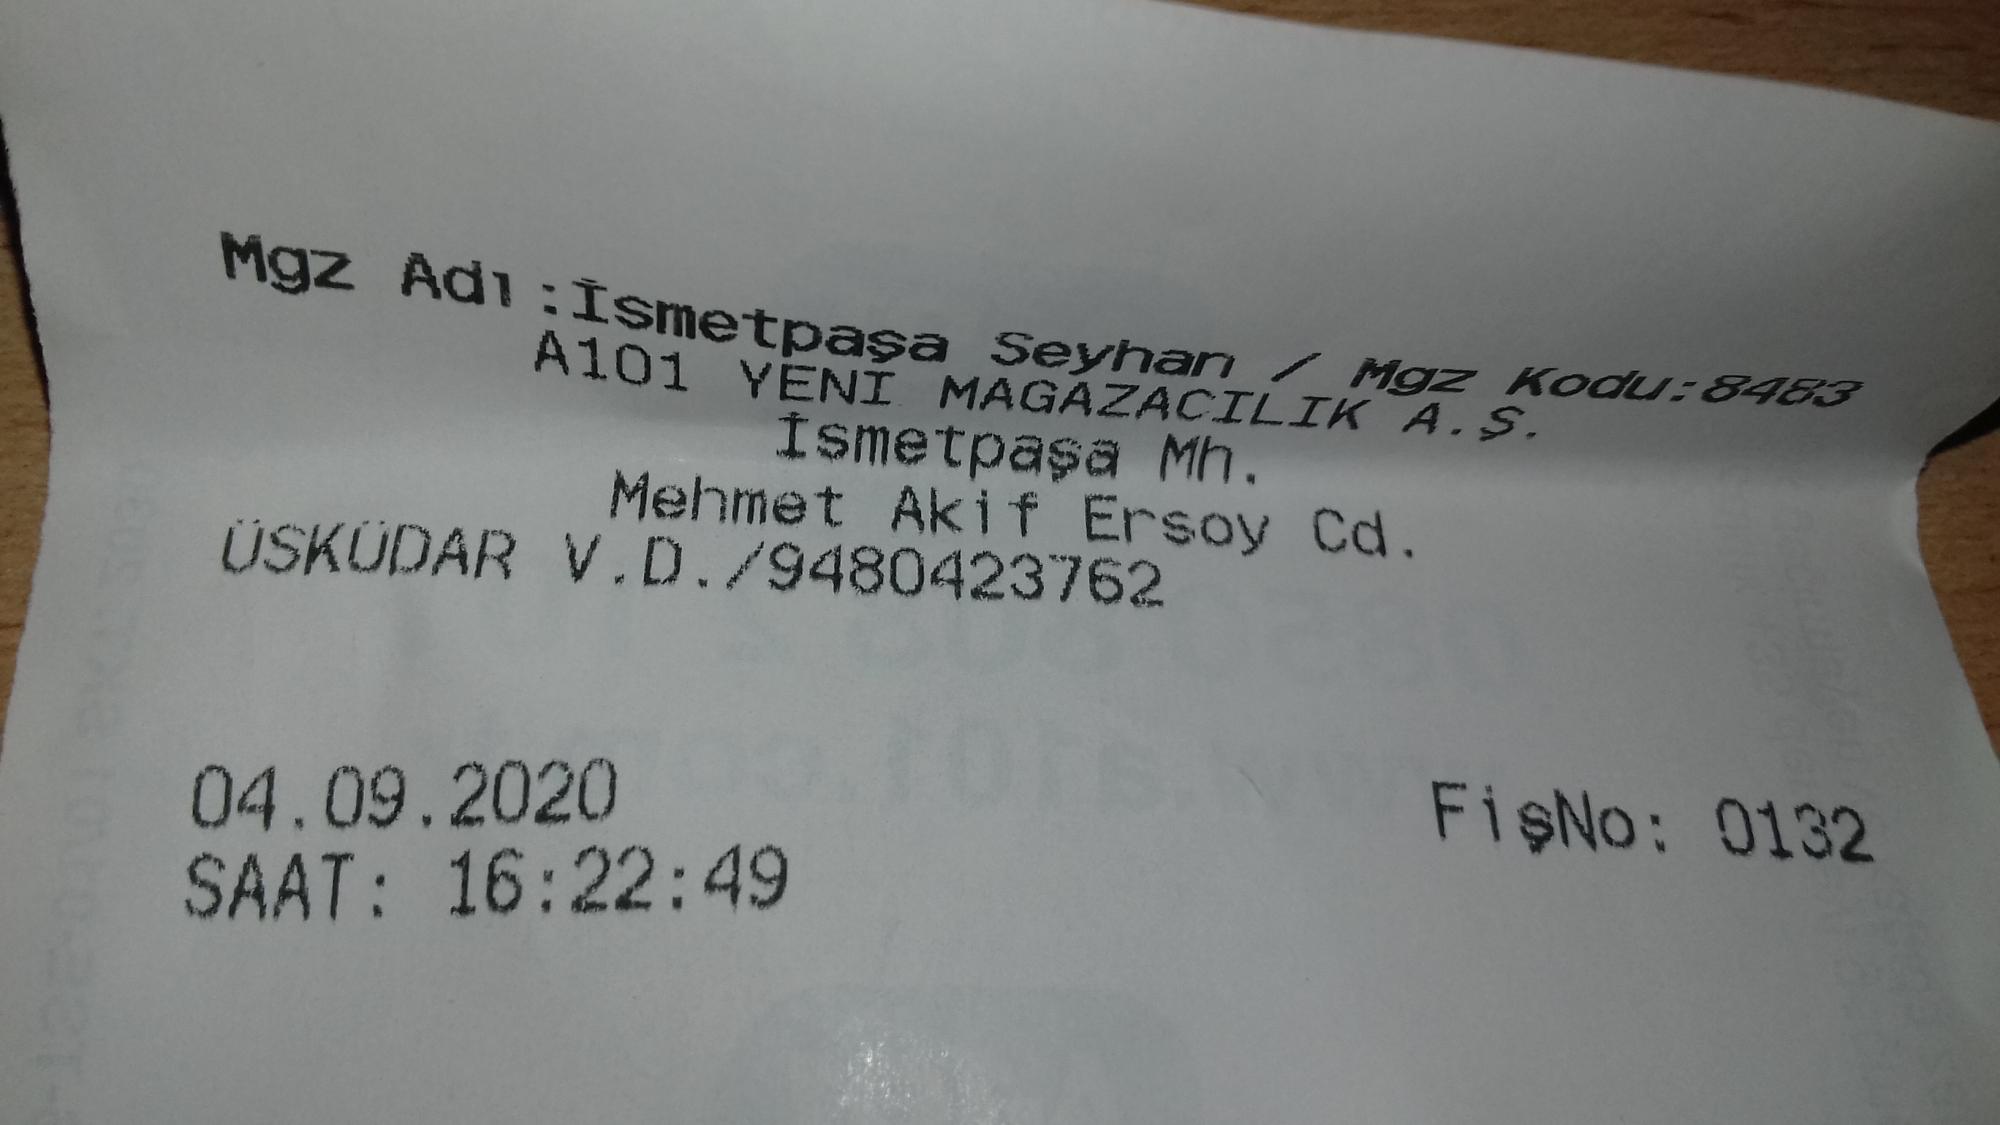 Mgz Adı:İsmetpaşa Seyhan / Mgz Kodu:8483
A101 YENI MAGAZACILIK A.Ş.
İsmetpaşa Mh.
Mehmet Akif Ersoy Cd.
ÜSKÜDAR V.D./9480423762
04.09.2020
FişNo: 0132
SAAT: 16:22:49